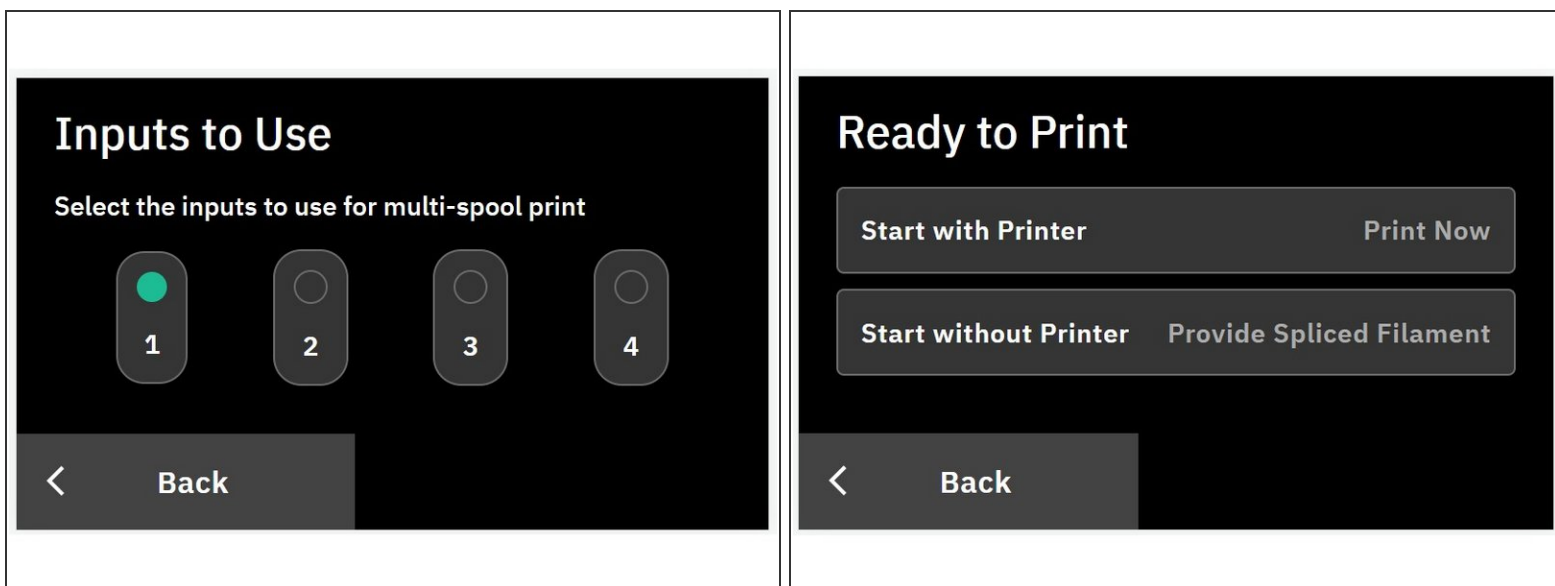 Inputs to Use
Select the inputs to use for multi-spool print
1 2 3 4
Back
Ready to Print
Start with Printer Print Now
Start without Printer Provide Spliced Filament
Back